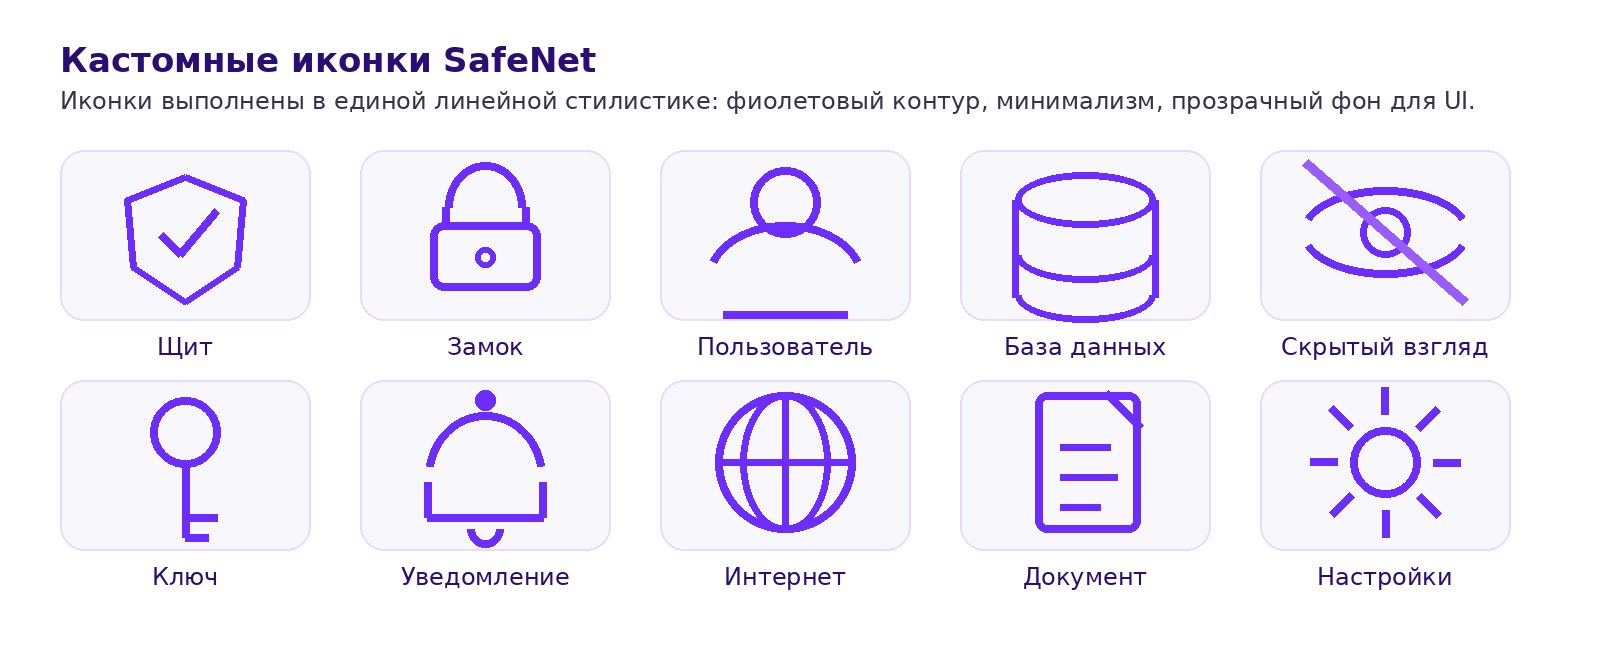 Кастомные иконки SafeNet
Иконки выполнены в единой линейной стилистике: фиолетовый контур, минимализм, прозрачный фон для UI.
Щит
Замок
Пользователь
База данных
Скрытый взгляд
Ключ
Уведомление
Интернет
Документ
Настройки